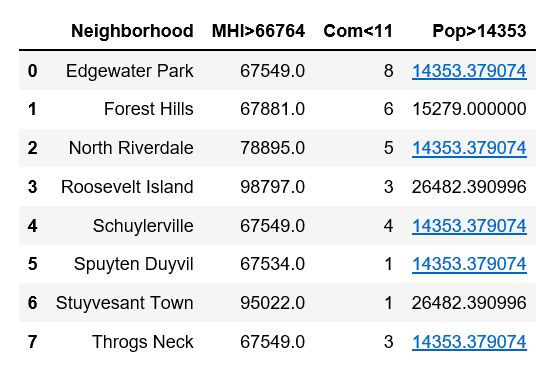 Neighborhood MHI>66764 Com<11 Pop>14353
0 Edgewater Park 67549.0 8 14353.379074
1 Forest Hills 67881.0 6 15279.000000
2 North Riverdale 78895.0 5 14353.379074
3 Roosevelt Island 98797.0 3 26482.390996
4 Schuylerville 67549.0 4 14353.379074
5 Spuyten Duyvil 67534.0 1 14353.379074
6 Stuyvesant Town 95022.0 1 26482.390996
7 Throgs Neck 67549.0 3 14353.379074